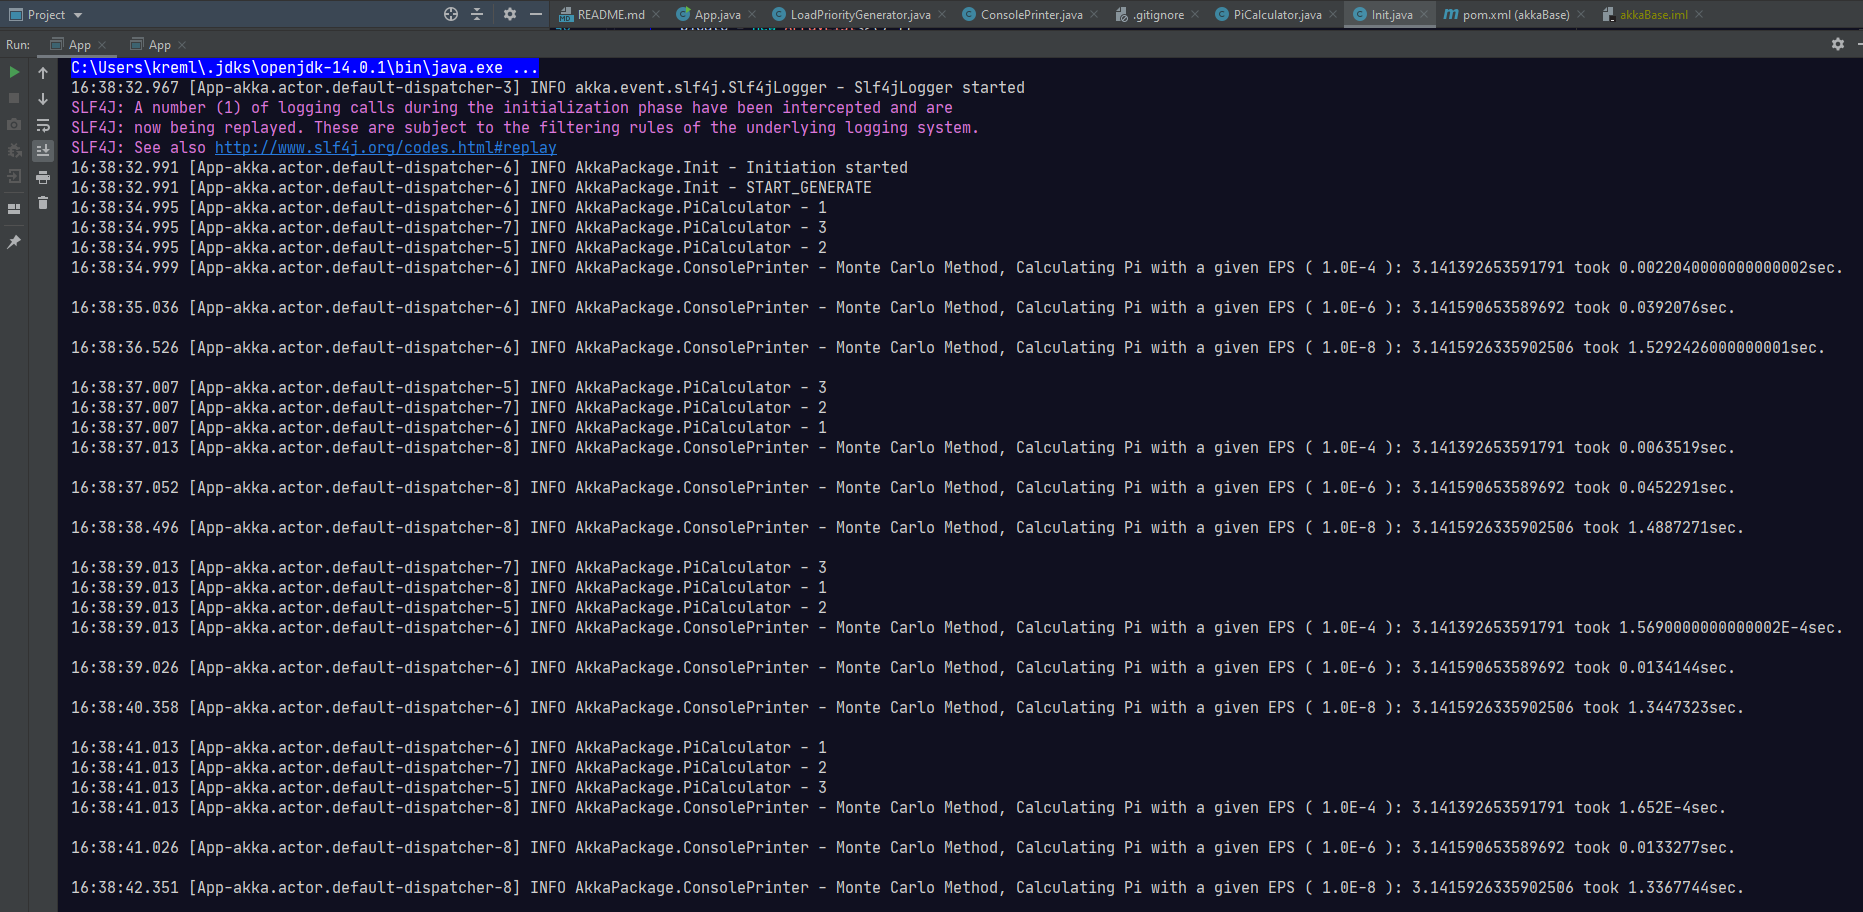 Project
README.md App.java LoadPriorityGenerator.java ConsolePrinter.java .gitignore PiCalculator.java Init.java pom.xml (akkaBase) akkaBase.iml
Run: App App
C:\Users\kreml\.jdks\openjdk-14.0.1\bin\java.exe ...
16:38:32.967 [App-akka.actor.default-dispatcher-3] INFO akka.event.slf4j.Slf4jLogger - Slf4jLogger started
SLF4J: A number (1) of logging calls during the initialization phase have been intercepted and are
SLF4J: now being replayed. These are subject to the filtering rules of the underlying logging system.
SLF4J: See also http://www.slf4j.org/codes.html#replay
16:38:32.991 [App-akka.actor.default-dispatcher-6] INFO AkkaPackage.Init - Initiation started
16:38:32.991 [App-akka.actor.default-dispatcher-6] INFO AkkaPackage.Init - START_GENERATE
16:38:34.995 [App-akka.actor.default-dispatcher-6] INFO AkkaPackage.PiCalculator - 1
16:38:34.995 [App-akka.actor.default-dispatcher-7] INFO AkkaPackage.PiCalculator - 3
16:38:34.995 [App-akka.actor.default-dispatcher-5] INFO AkkaPackage.PiCalculator - 2
16:38:34.999 [App-akka.actor.default-dispatcher-6] INFO AkkaPackage.ConsolePrinter - Monte Carlo Method, Calculating Pi with a given EPS ( 1.0E-4 ): 3.141392653591791 took 0.0022040000000000002sec.
16:38:35.036 [App-akka.actor.default-dispatcher-6] INFO AkkaPackage.ConsolePrinter - Monte Carlo Method, Calculating Pi with a given EPS ( 1.0E-6 ): 3.141590653589692 took 0.0392076sec.
16:38:36.526 [App-akka.actor.default-dispatcher-6] INFO AkkaPackage.ConsolePrinter - Monte Carlo Method, Calculating Pi with a given EPS ( 1.0E-8 ): 3.1415926335902506 took 1.5292426000000001sec.
16:38:37.007 [App-akka.actor.default-dispatcher-5] INFO AkkaPackage.PiCalculator - 3
16:38:37.007 [App-akka.actor.default-dispatcher-7] INFO AkkaPackage.PiCalculator - 2
16:38:37.007 [App-akka.actor.default-dispatcher-6] INFO AkkaPackage.PiCalculator - 1
16:38:37.013 [App-akka.actor.default-dispatcher-8] INFO AkkaPackage.ConsolePrinter - Monte Carlo Method, Calculating Pi with a given EPS ( 1.0E-4 ): 3.141392653591791 took 0.0063519sec.
16:38:37.052 [App-akka.actor.default-dispatcher-8] INFO AkkaPackage.ConsolePrinter - Monte Carlo Method, Calculating Pi with a given EPS ( 1.0E-6 ): 3.141590653589692 took 0.0452291sec.
16:38:38.496 [App-akka.actor.default-dispatcher-8] INFO AkkaPackage.ConsolePrinter - Monte Carlo Method, Calculating Pi with a given EPS ( 1.0E-8 ): 3.1415926335902506 took 1.4887271sec.
16:38:39.013 [App-akka.actor.default-dispatcher-7] INFO AkkaPackage.PiCalculator - 3
16:38:39.013 [App-akka.actor.default-dispatcher-8] INFO AkkaPackage.PiCalculator - 1
16:38:39.013 [App-akka.actor.default-dispatcher-5] INFO AkkaPackage.PiCalculator - 2
16:38:39.013 [App-akka.actor.default-dispatcher-6] INFO AkkaPackage.ConsolePrinter - Monte Carlo Method, Calculating Pi with a given EPS ( 1.0E-4 ): 3.141392653591791 took 1.5690000000000002E-4sec.
16:38:39.026 [App-akka.actor.default-dispatcher-6] INFO AkkaPackage.ConsolePrinter - Monte Carlo Method, Calculating Pi with a given EPS ( 1.0E-6 ): 3.141590653589692 took 0.0134144sec.
16:38:40.358 [App-akka.actor.default-dispatcher-6] INFO AkkaPackage.ConsolePrinter - Monte Carlo Method, Calculating Pi with a given EPS ( 1.0E-8 ): 3.1415926335902506 took 1.3447323sec.
16:38:41.013 [App-akka.actor.default-dispatcher-6] INFO AkkaPackage.PiCalculator - 1
16:38:41.013 [App-akka.actor.default-dispatcher-7] INFO AkkaPackage.PiCalculator - 2
16:38:41.013 [App-akka.actor.default-dispatcher-5] INFO AkkaPackage.PiCalculator - 3
16:38:41.013 [App-akka.actor.default-dispatcher-8] INFO AkkaPackage.ConsolePrinter - Monte Carlo Method, Calculating Pi with a given EPS ( 1.0E-4 ): 3.141392653591791 took 1.652E-4sec.
16:38:41.026 [App-akka.actor.default-dispatcher-8] INFO AkkaPackage.ConsolePrinter - Monte Carlo Method, Calculating Pi with a given EPS ( 1.0E-6 ): 3.141590653589692 took 0.0133277sec.
16:38:42.351 [App-akka.actor.default-dispatcher-8] INFO AkkaPackage.ConsolePrinter - Monte Carlo Method, Calculating Pi with a given EPS ( 1.0E-8 ): 3.1415926335902506 took 1.3367744sec.